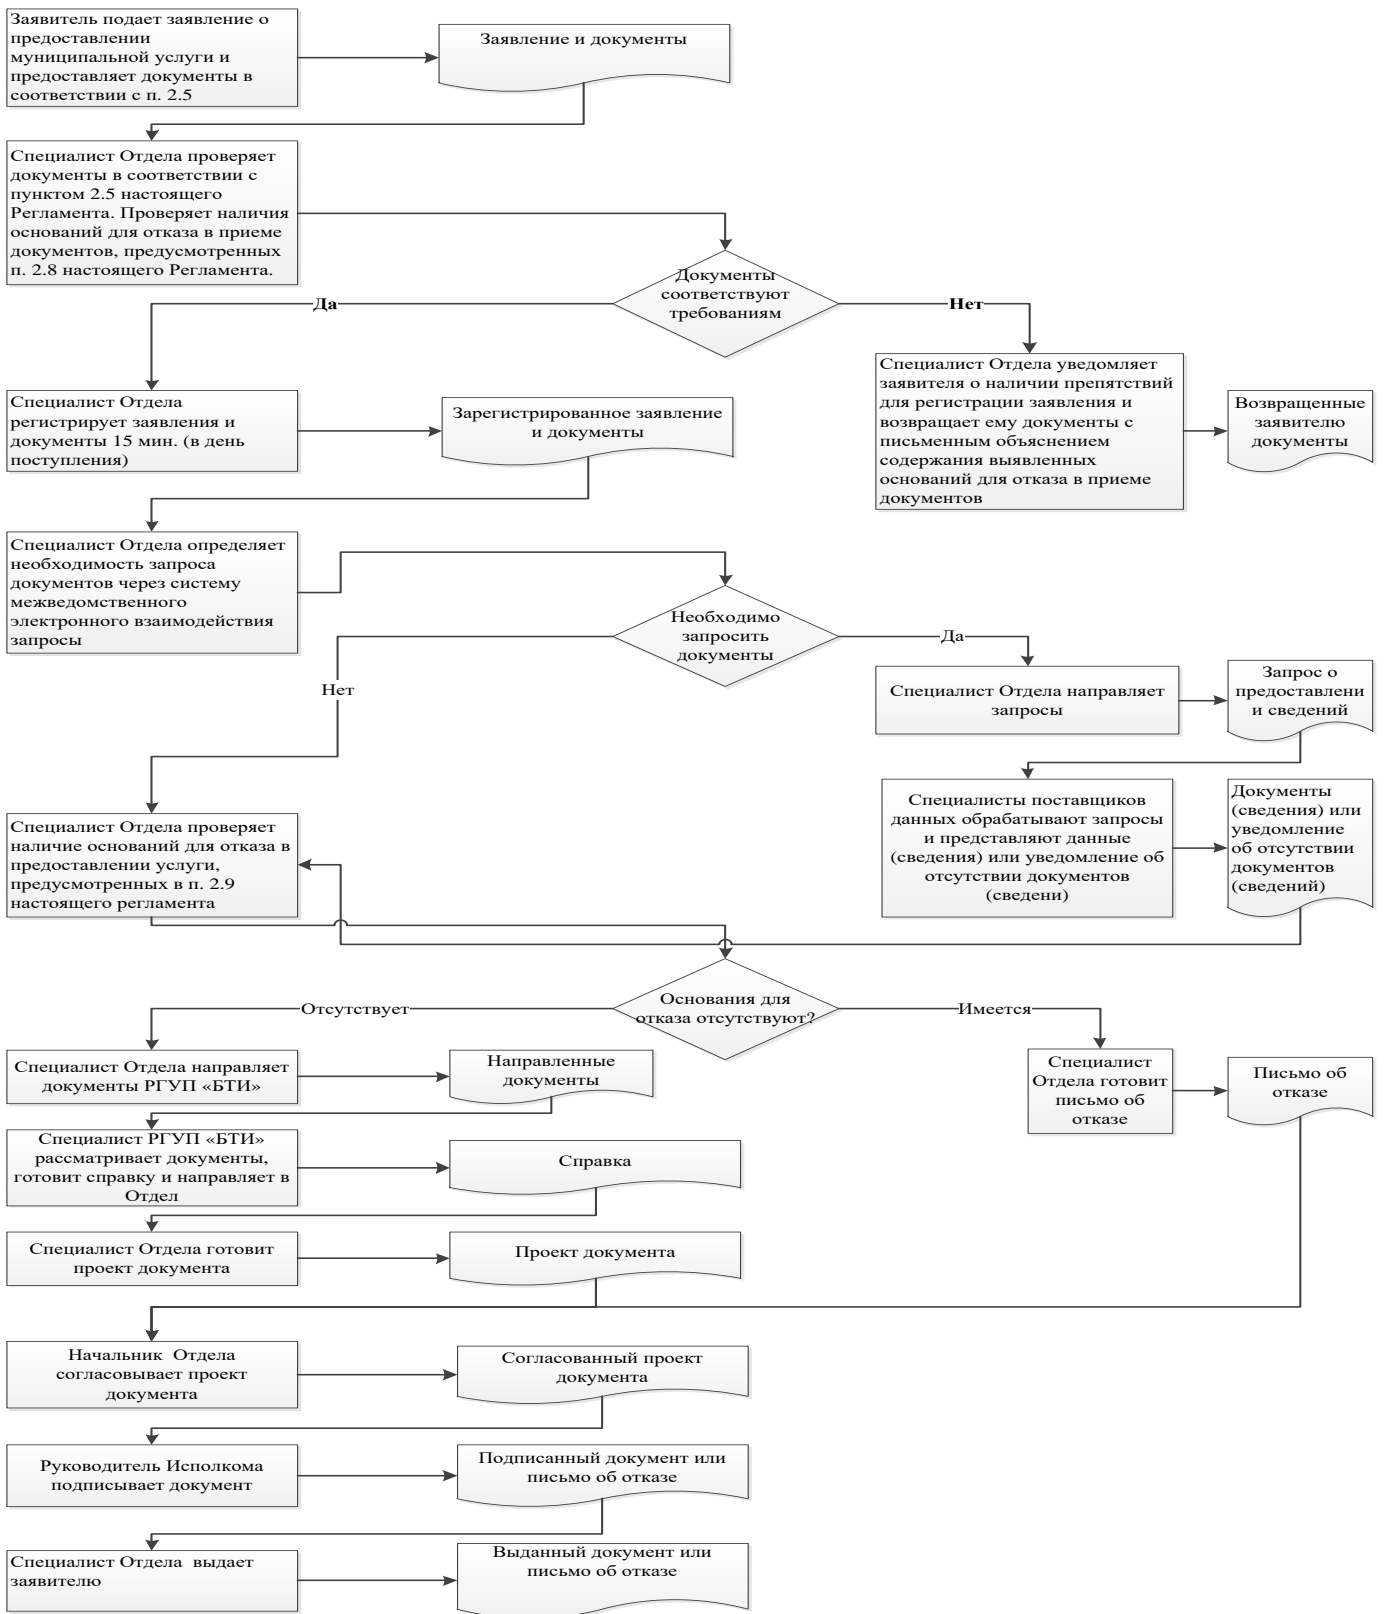 Заявитель подает заявление о
предоставлении
муниципальной услуги и
предоставляет документы в
соответствии с п. 2.5
Заявление и документы
Специалист Отдела проверяет
документы в соответствии с
пунктом 2.5 настоящего
Регламента. Проверяет наличия
оснований для отказа в приеме
документов, предусмотренных
п. 2.8 настоящего Регламента.
Документы
соответствуют
требованиям
Да
Нет
Специалист Отдела
регистрирует заявления и
документы 15 мин. (в день
поступления)
Зарегистрированное заявление
и документы
Специалист Отдела уведомляет
заявителя о наличии препятствий
для регистрации заявления и
возвращает ему документы с
письменным объяснением
содержания выявленных
оснований для отказа в приеме
документов
Возвращенные
заявителю
документы
Специалист Отдела определяет
необходимость запроса
документов через систему
межведомственного
электронного взаимодействия
запросы
Необходимо
запросить
документы
Да
Нет
Специалист Отдела направляет
запросы
Запрос о
предоставлени
и сведений
Специалисты поставщиков
данных обрабатывают запросы
и представляют данные
(сведения) или уведомление об
отсутствии документов
(сведени)
Документы
(сведения) или
уведомление
об отсутствии
документов
(сведений)
Специалист Отдела проверяет
наличие оснований для отказа в
предоставлении услуги,
предусмотренных в п. 2.9
настоящего регламента
Основания для
отказа отсутствуют?
Отсутствует
Имеется
Специалист Отдела направляет
документы РГУП «БТИ»
Направленные
документы
Специалист
Отдела готовит
письмо об
отказе
Письмо об
отказе
Специалист РГУП «БТИ»
рассматривает документы,
готовит справку и направляет в
Отдел
Справка
Специалист Отдела готовит
проект документа
Проект документа
Начальник  Отдела
согласовывает проект
документа
Согласованный проект
документа
Руководитель Исполкома
подписывает документ
Подписанный документ или
письмо об отказе
Специалист Отдела  выдает
заявителю
Выданный документ или
письмо об отказе